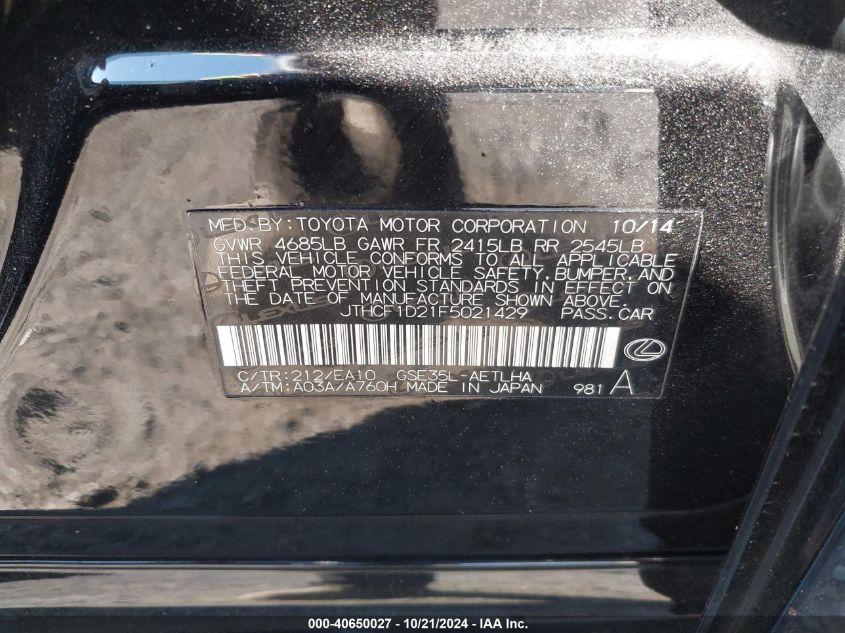 MFD.BY:TOYOTA MOTOR CORPORATION 10/14
GVWR 4685LB GAWR FR 2415LB RR 2545LB
THIS VEHICLE CONFORMS TO ALL APPLICABLE
FEDERAL MOTOR VEHICLE SAFETY,BUMPER,AND
THEFT PREVENTION STANDARDS IN EFFECT ON
THE DATE OF MANUFACTURE SHOWN ABOVE.
JTHCF1D21F5021429 PASS.CAR
C/TR:212/EA10 GSE35L-AETLHA
A/TM:A03A/A760H MADE IN JAPAN 981 A
000-40650027 / 10/21/2024 - IAA Inc.